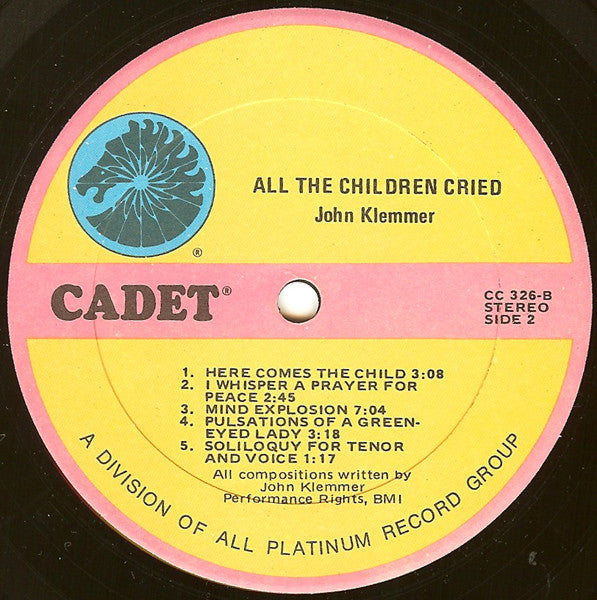 ALL THE CHILDREN CRIED
John Klemmer
®
CADET®
CC 326-B
STEREO
SIDE 2
1. HERE COMES THE CHILD 3:08
2. I WHISPER A PRAYER FOR
PEACE 2:45
3. MIND EXPLOSION 7:04
4. PULSATIONS OF A GREEN-
EYED LADY 3:18
5. SOLILOQUY FOR TENOR
AND VOICE 1:17
All compositions written by
John Klemmer
Performance Rights, BMI
A DIVISION OF ALL PLATINUM RECORD GROUP